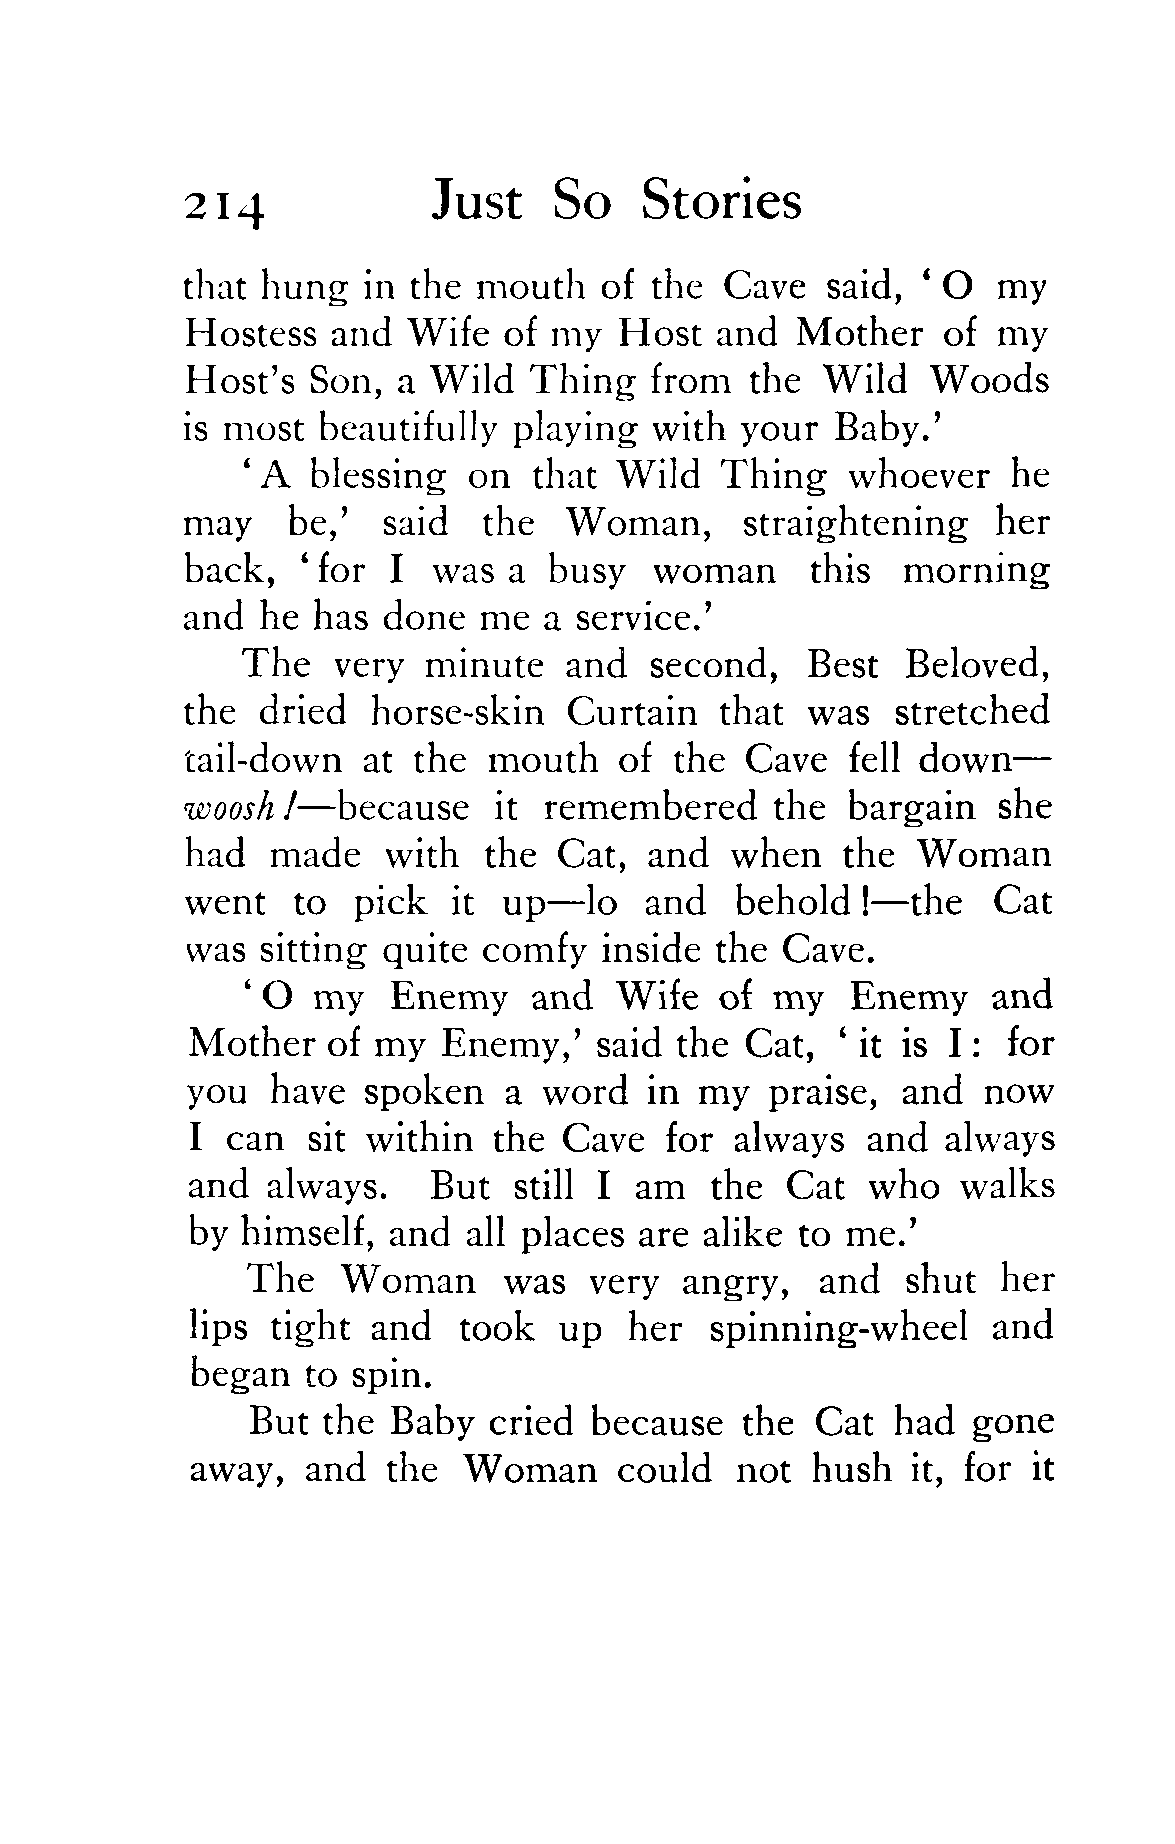 214 Just So Stories
that hung in the mouth of the Cave said, ‘ O my
Hostess and Wife of my Host and Mother of my
Host’s Son, a Wild Thing from the Wild Woods
is most beautifully playing with your Baby.’
‘ A blessing on that Wild Thing whoever he
may be,’ said the Woman, straightening her
back, ‘ for I was a busy woman this morning
and he has done me a service.’
The very minute and second, Best Beloved,
the dried horse-skin Curtain that was stretched
tail-down at the mouth of the Cave fell down—
woosh !—because it remembered the bargain she
had made with the Cat, and when the Woman
went to pick it up—lo and behold !—the Cat
was sitting quite comfy inside the Cave.
‘ O my Enemy and Wife of my Enemy and
Mother of my Enemy,’ said the Cat, ‘ it is I : for
you have spoken a word in my praise, and now
I can sit within the Cave for always and always
and always. But still I am the Cat who walks
by himself, and all places are alike to me.’
The Woman was very angry, and shut her
lips tight and took up her spinning-wheel and
began to spin.
But the Baby cried because the Cat had gone
away, and the Woman could not hush it, for it